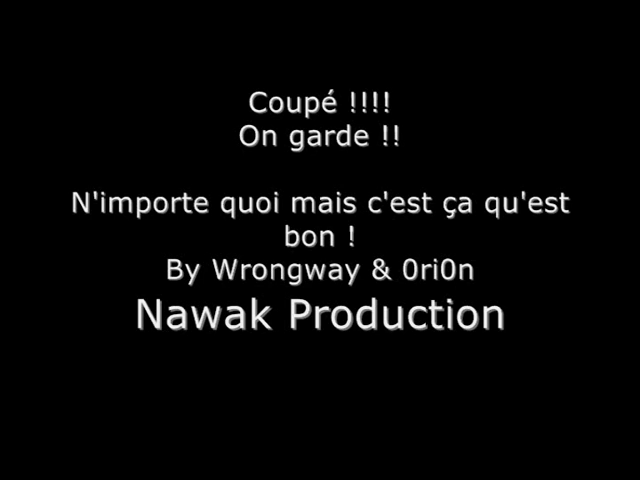 Coupé !!!!
On garde !!
N'importe quoi mais c'est ça qu'est
bon !
By Wrongway & 0ri0n
Nawak Production